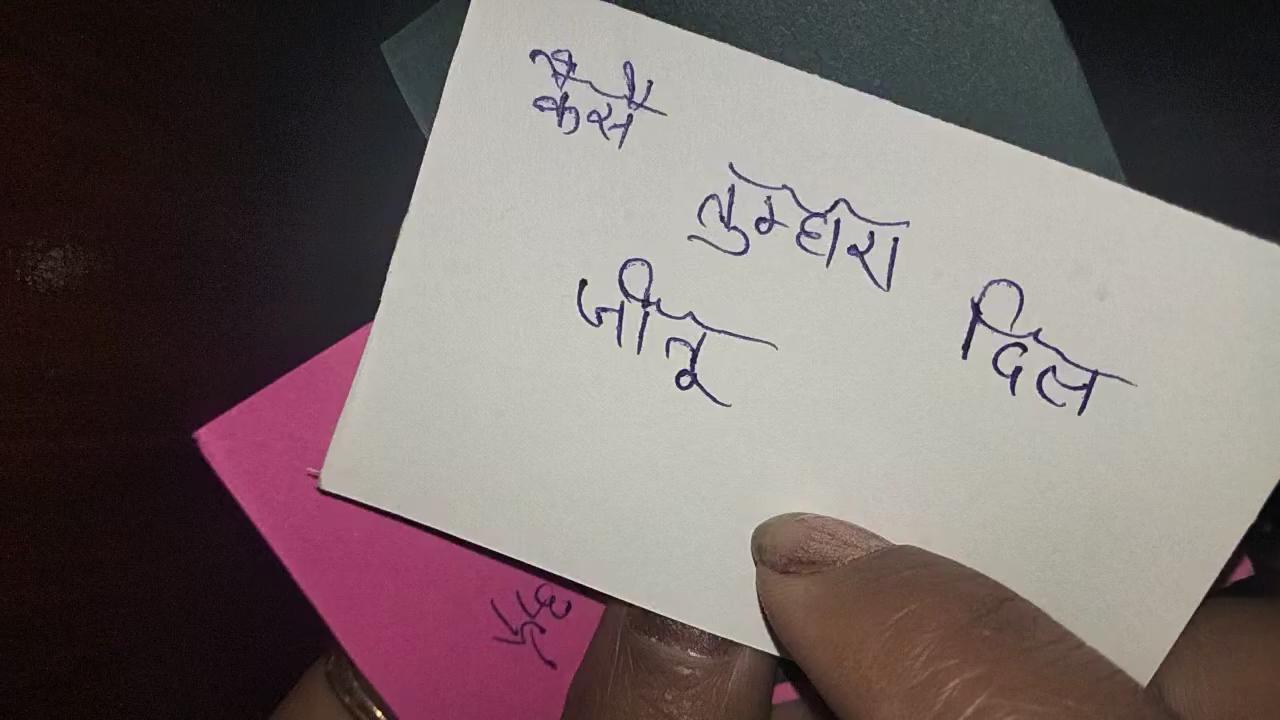 कैसे
तुम्हारा
जीतू
दिल